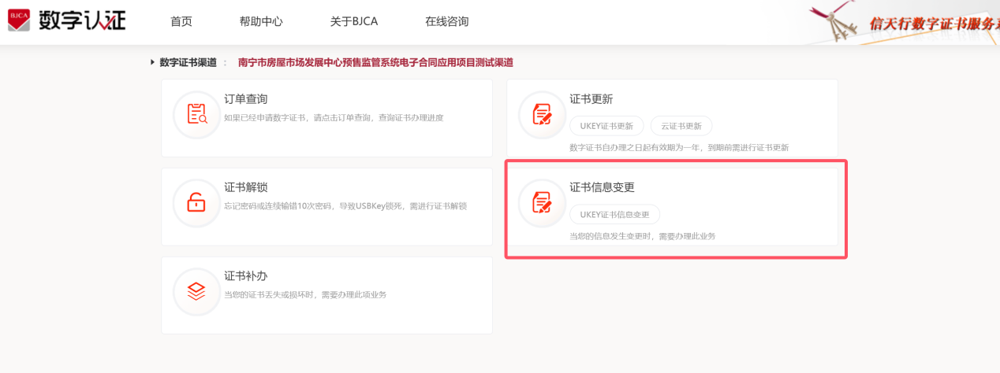 BJCA 数字认证
首页 帮助中心 关于BJCA 在线咨询
信天行数字证书服务系
数字证书渠道 : 南宁市房屋市场发展中心预售监管系统电子合同应用项目测试渠道
订单查询
如果已经申请数字证书，请点击订单查询，查询证书办理进度
证书更新
UKEY证书更新 云证书更新
数字证书自办理之日起有效期为一年，到期前需进行证书更新
证书解锁
忘记密码或连续输错10次密码，导致USBKey锁死，需进行证书解锁
证书信息变更
UKEY证书信息变更
当您的信息发生变更时，需要办理此业务
证书补办
当您的证书丢失或损坏时，需要办理此项业务